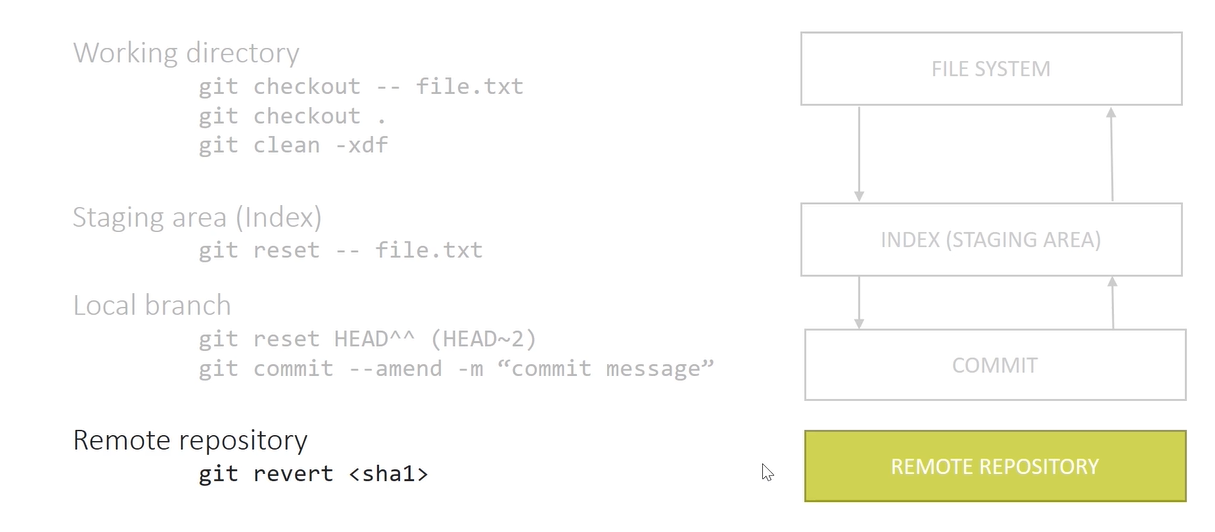 Working directory
git checkout -- file.txt
git checkout .
git clean -xdf
Staging area (Index)
git reset -- file.txt
Local branch
git reset HEAD^^ (HEAD~2)
git commit --amend -m “commit message”
Remote repository
git revert <sha1>
FILE SYSTEM
INDEX (STAGING AREA)
COMMIT
REMOTE REPOSITORY